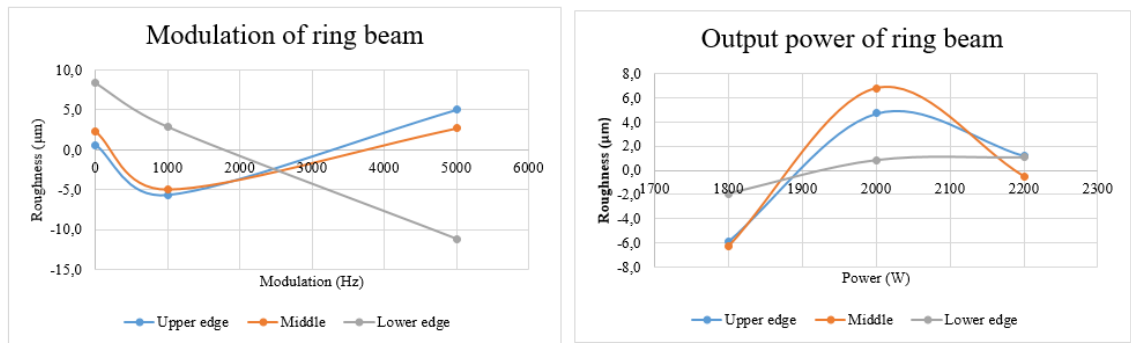 Modulation of ring beam
10,0
5,0
0,0
-5,0
-10,0
-15,0
Roughness (µm)
0 1000 2000 3000 4000 5000 6000
Modulation (Hz)
Upper edge Middle Lower edge
Output power of ring beam
8,0
6,0
4,0
2,0
0,0
-2,0
-4,0
-6,0
-8,0
Roughness (µm)
1700 1800 1900 2000 2100 2200 2300
Power (W)
Upper edge Middle Lower edge